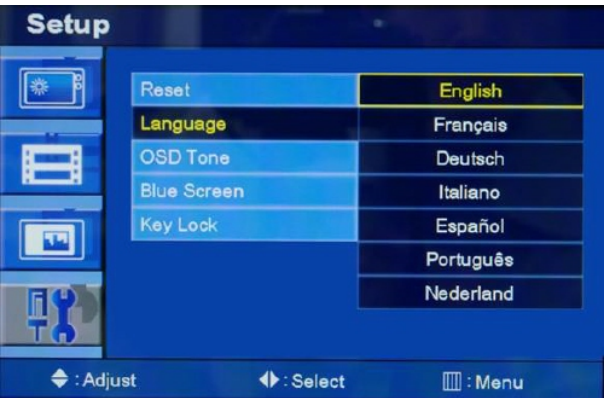 Setup
Reset
English
Language
Français
OSD Tone
Deutsch
Blue Screen
Italiano
Key Lock
Español
Português
Nederland
: Adjust
: Select
: Menu